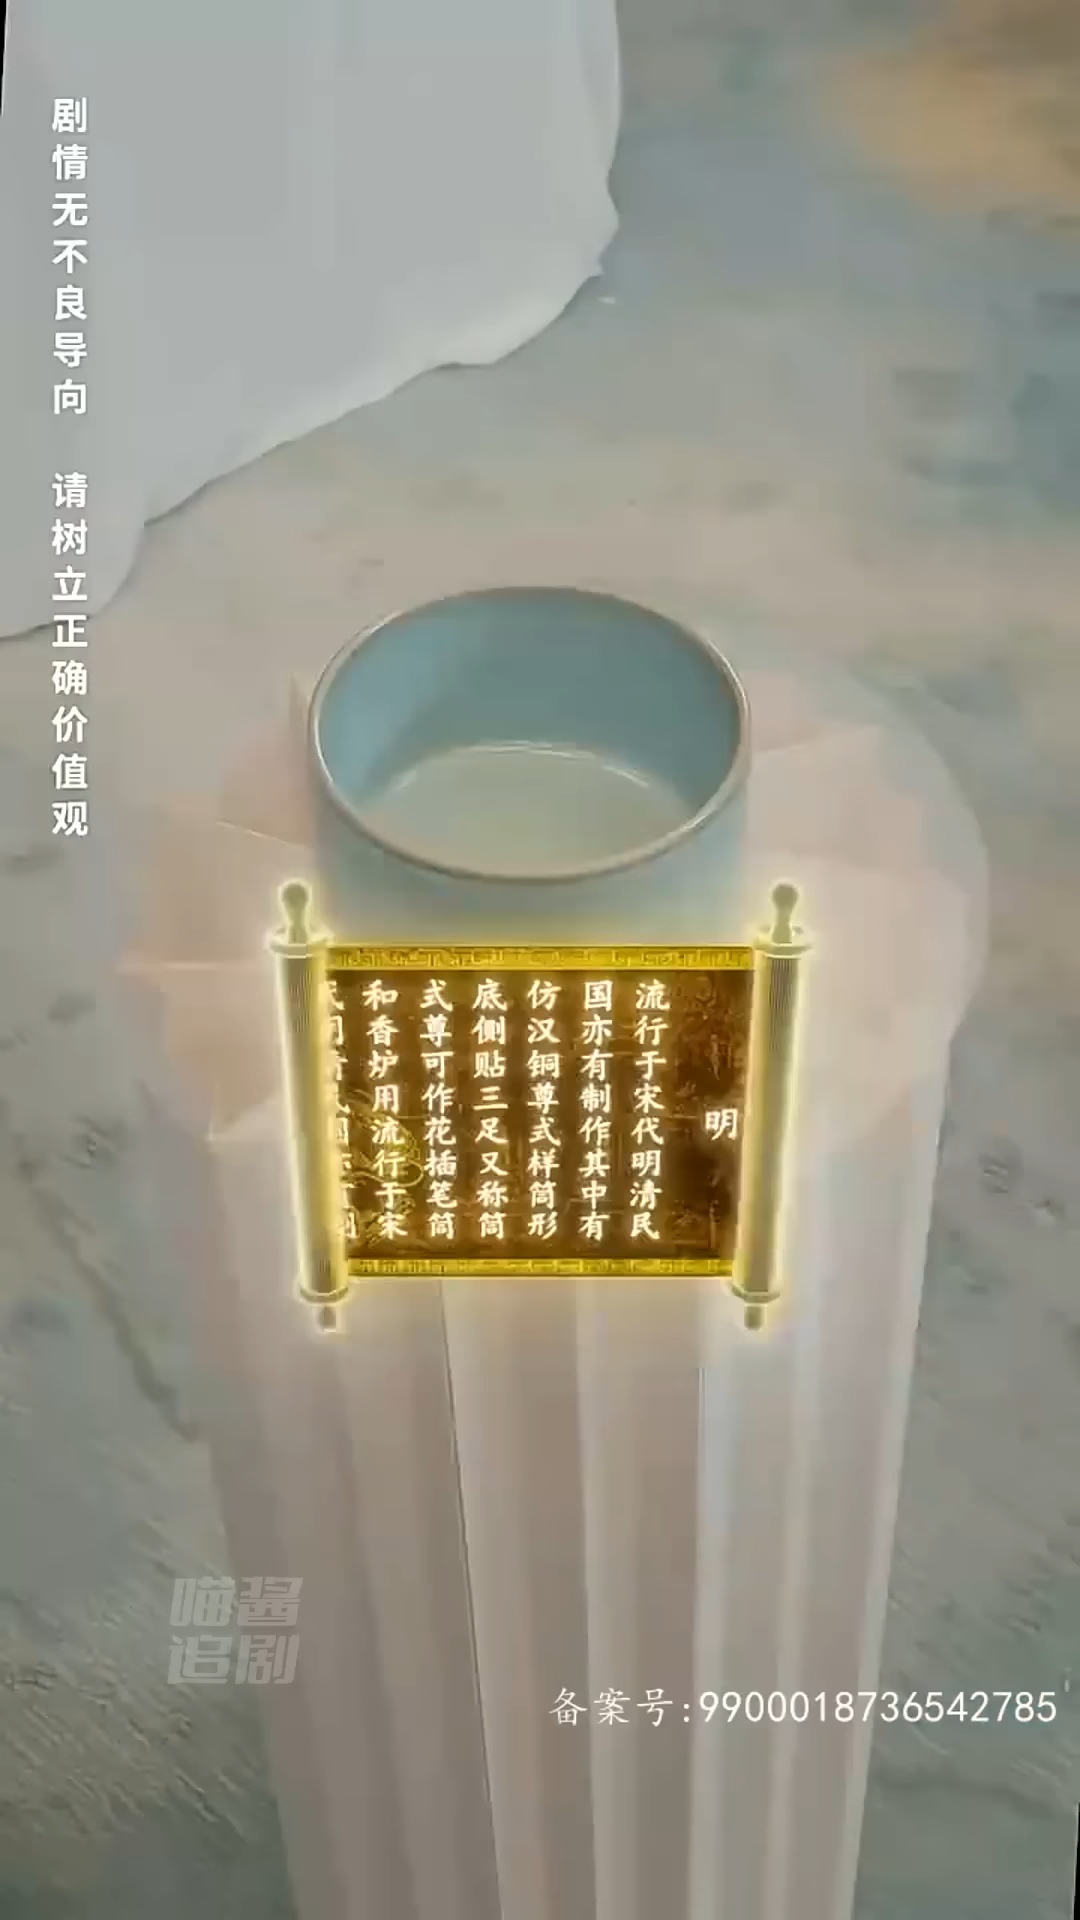 剧情无不良导向 请树立正确价值观
明
流行于宋代明清民
国亦有制作其中有
仿汉铜尊式样筒形
底侧贴三足又称筒
式尊可作花插笔筒
和香炉用流行于宋
喵酱
追剧
备案号:9900018736542785